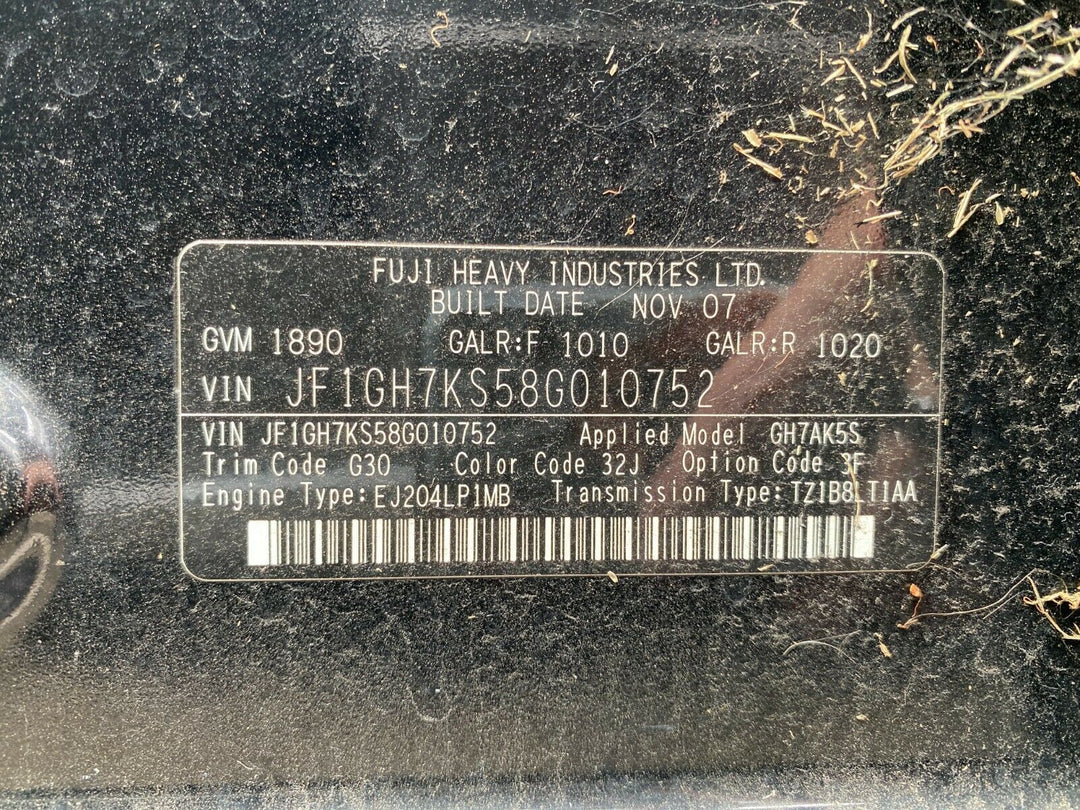 FUJI HEAVY INDUSTRIES LTD.
BUILT DATE NOV 07
GVM 1890 GALR:F 1010 GALR:R 1020
VIN JF1GH7KS58G010752
VIN JF1GH7KS58G010752 Applied Model GH7AK5S
Trim Code G30 Color Code 32J Option Code 3F
Engine Type: EJ204LP1MB Transmission Type: TZ1B8LT1AA